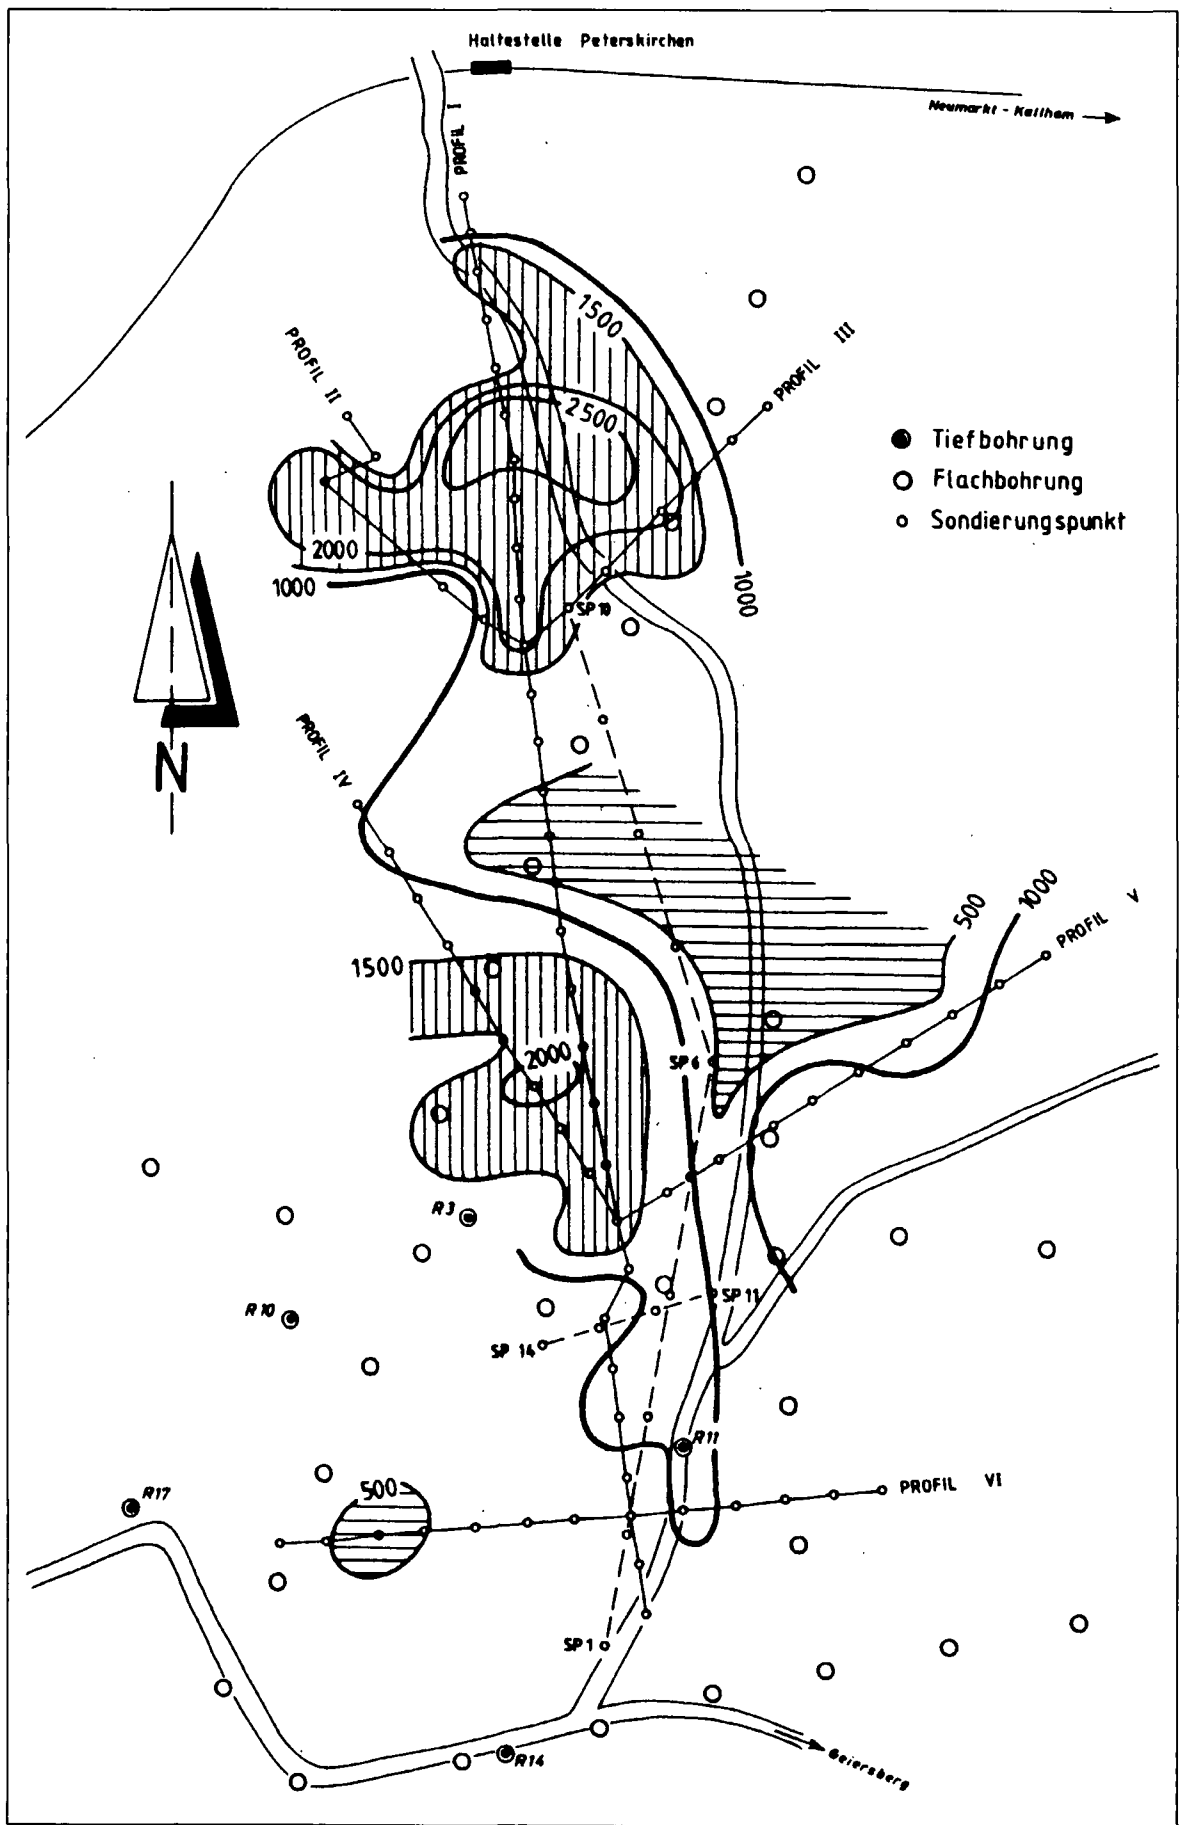 Haltestelle Peterskirchen
Neumarkt - Kallham
PROFIL I
1500
PROFIL III
PROFIL II
2500
Tiefbohrung
Flachbohrung
Sondierungspunkt
2000
1000
1000
SP 10
N
PROFIL IV
500
1000
PROFIL V
1500
2000
SP 6
R3
R10
SP 11
SP 14
R11
R17
500
PROFIL VI
SP 1
R14
Geiersberg